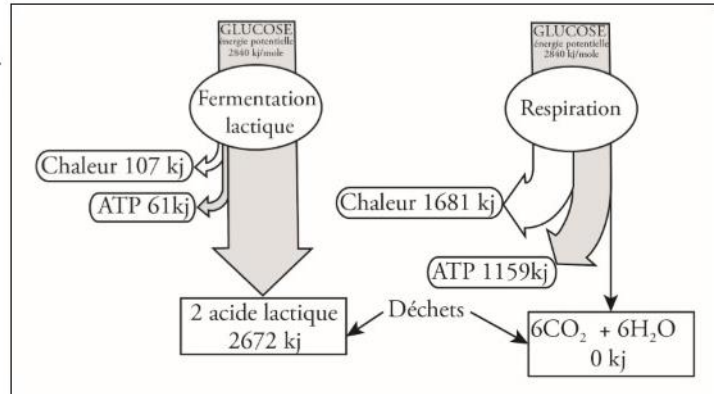 GLUCOSE
énergie potentielle
2840 kj/mole
Fermentation
lactique
Chaleur 107 kj
ATP 61kj
2 acide lactique
2672 kj
Déchets
GLUCOSE
énergie potentielle
2840 kj/mole
Respiration
Chaleur 1681 kj
ATP 1159kj
6CO₂ + 6H₂O
0 kj